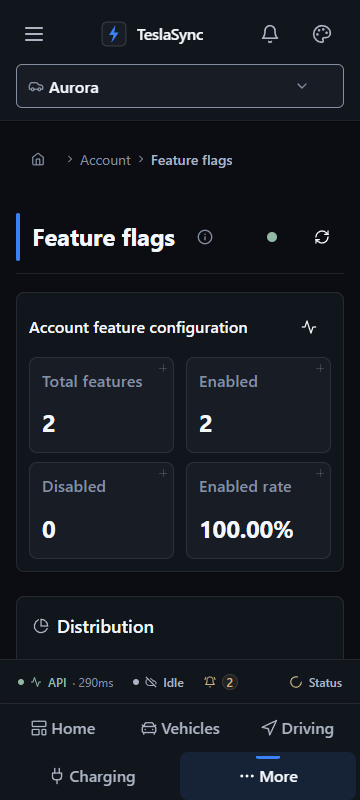 TeslaSync
Aurora
Account
Feature flags
Feature flags
Account feature configuration
Total features
2
Enabled
2
Disabled
0
Enabled rate
100.00%
Distribution
API · 290ms
Idle
2
Status
Home
Vehicles
Driving
Charging
More